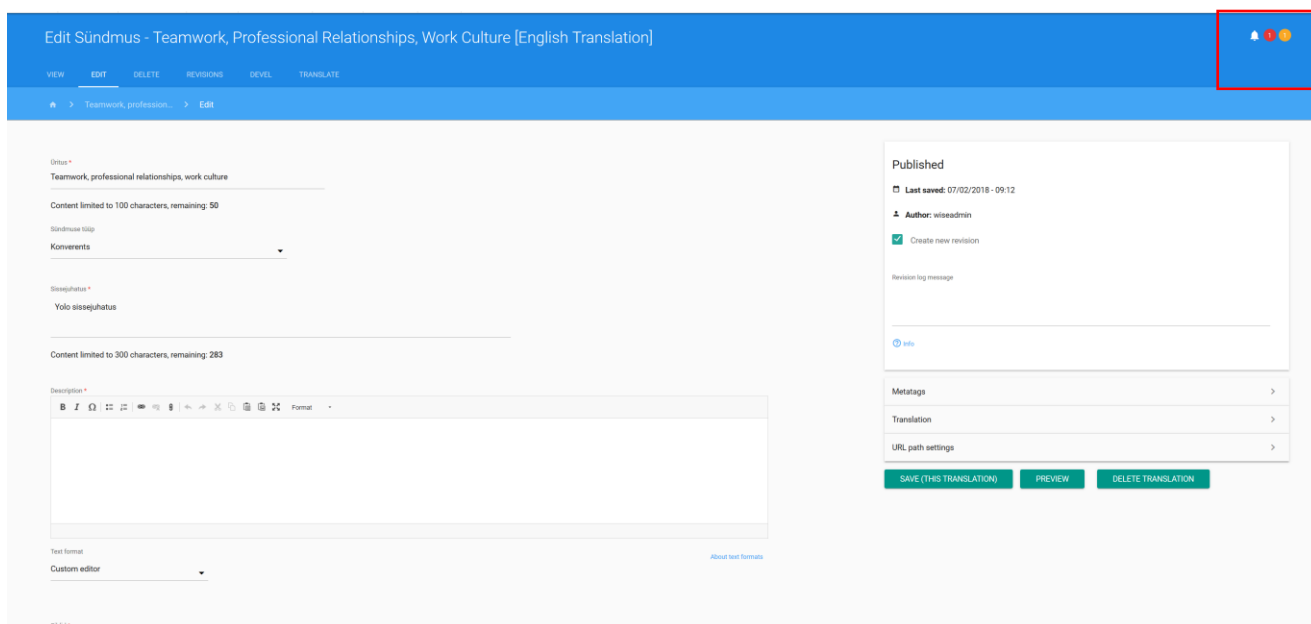 Edit Sündmus - Teamwork, Professional Relationships, Work Culture [English Translation]
1 1
VIEW EDIT DELETE REVISIONS DEVEL TRANSLATE
Teamwork, profession... > Edit
Üritus *
Teamwork, professional relationships, work culture
Content limited to 100 characters, remaining: 50
Sündmuse tüüp
Konverents
Sissejuhatus *
Yolo sissejuhatus
Content limited to 300 characters, remaining: 283
Description *
B I Ω Format
Text format
About text formats
Custom editor
Published
Last saved: 07/02/2018 - 09:12
Author: wiseadmin
Create new revision
Revision log message
Info
Metatags
Translation
URL path settings
SAVE (THIS TRANSLATION) PREVIEW DELETE TRANSLATION